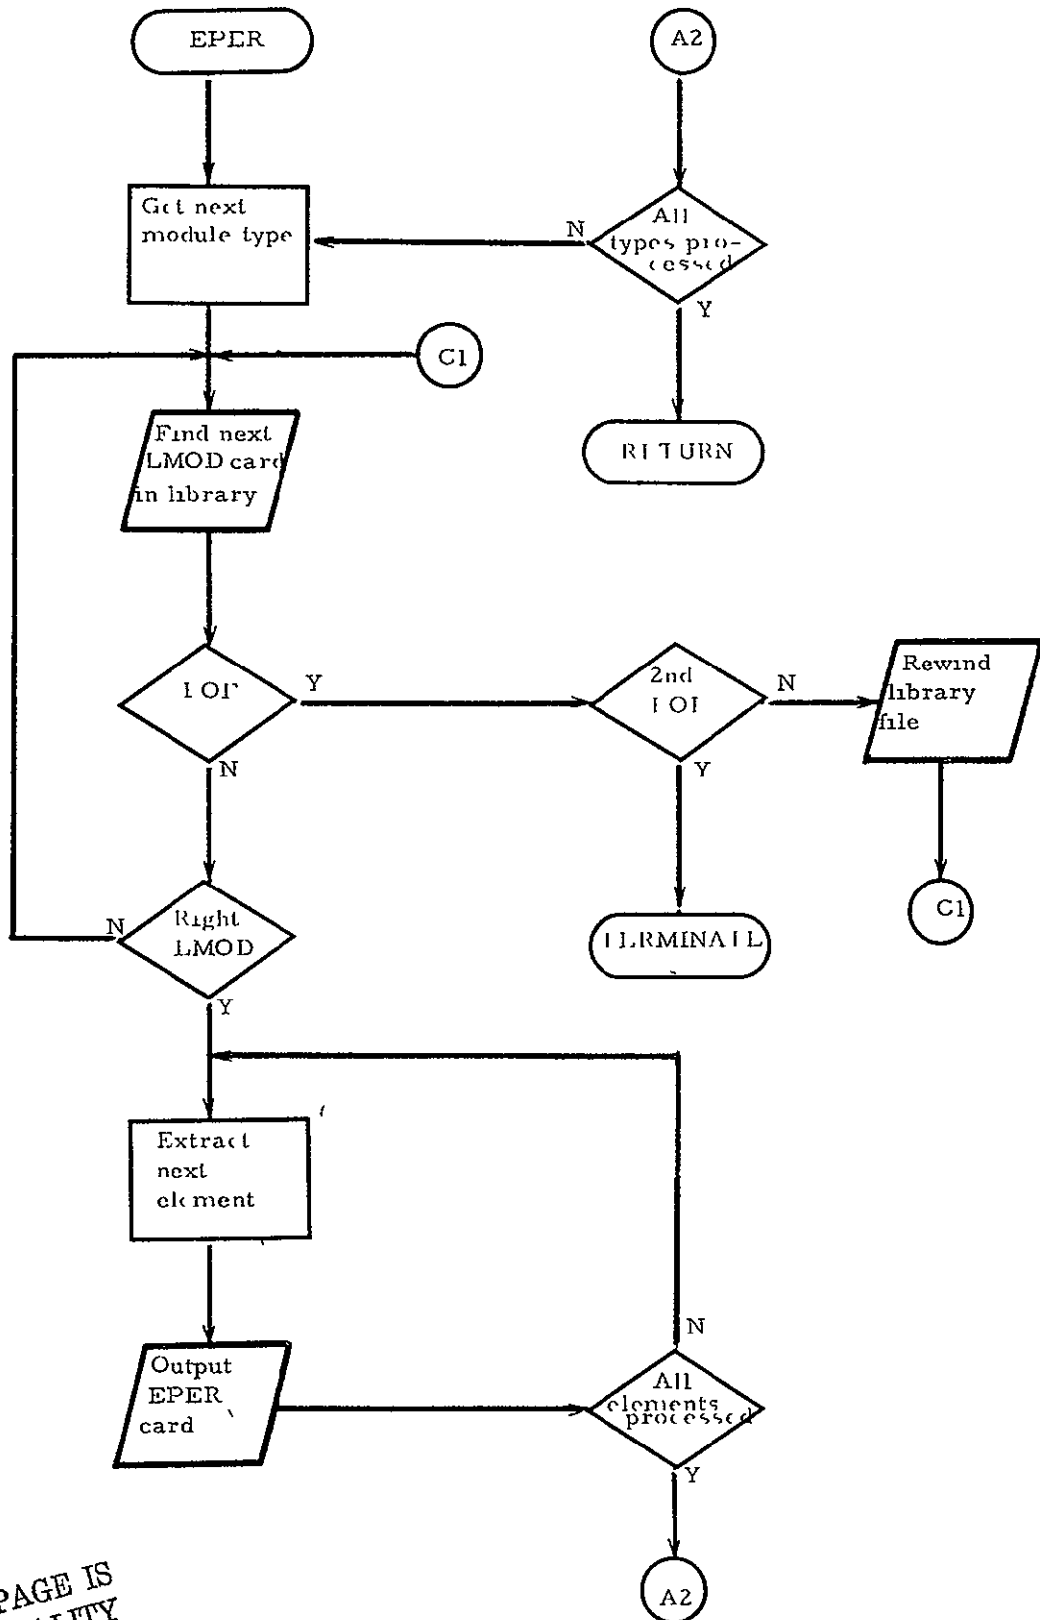 EPER
A2
Get next
module type
N
All
types pro-
cessed
Y
C1
RETURN
Find next
LMOD card
in library
EOF
Y
2nd
EOF
N
Rewind
library
file
N
Y
C1
TERMINATE
N
Right
LMOD
Y
Extract
next
element
N
Output
EPER
card
All
elements
processed
Y
A2
PAGE IS